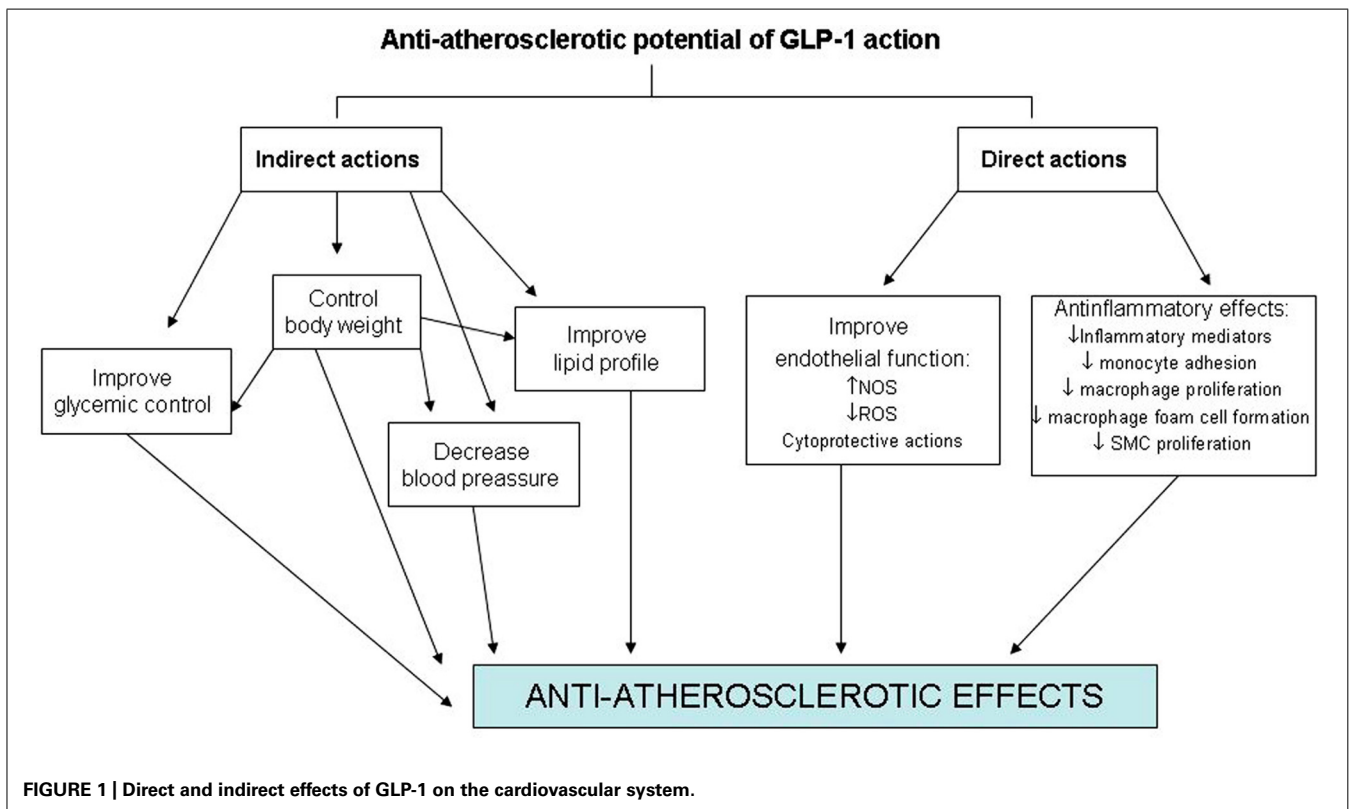 Anti-atherosclerotic potential of GLP-1 action
Indirect actions
Direct actions
Control
body weight
Improve
lipid profile
Improve
glycemic control
Decrease
blood preassure
Improve
endothelial function:
↑NOS
↓ROS
Cytoprotective actions
Antinflammatory effects:
↓Inflammatory mediators
↓ monocyte adhesion
↓ macrophage proliferation
↓ macrophage foam cell formation
↓ SMC proliferation
ANTI-ATHEROSCLEROTIC EFFECTS
FIGURE 1 | Direct and indirect effects of GLP-1 on the cardiovascular system.